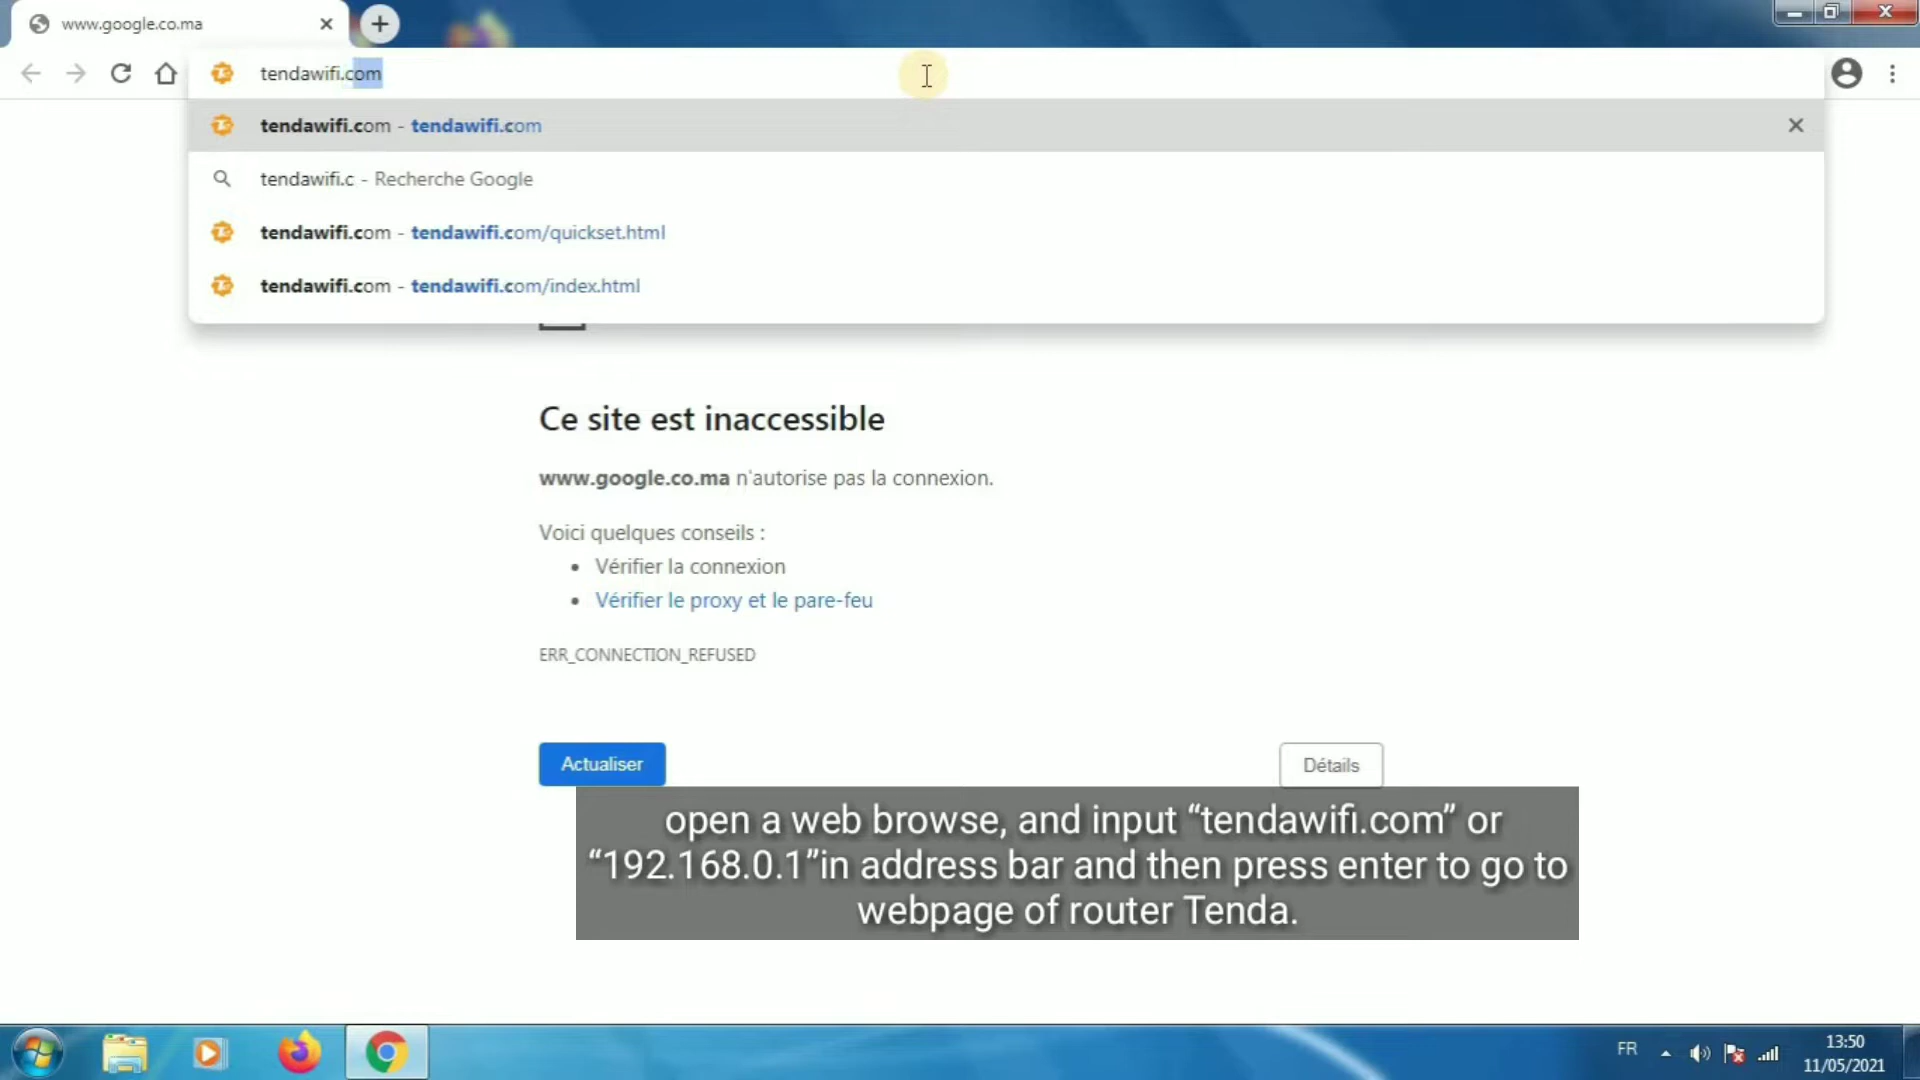 www.google.co.ma
tendawifi.com
tendawifi.com - tendawifi.com
tendawifi.c - Recherche Google
tendawifi.com - tendawifi.com/quickset.html
tendawifi.com - tendawifi.com/index.html
Ce site est inaccessible
www.google.co.ma n'autorise pas la connexion.
Voici quelques conseils :
• Vérifier la connexion
• Vérifier le proxy et le pare-feu
ERR_CONNECTION_REFUSED
Actualiser
Détails
open a web browse, and input “tendawifi.com” or
“192.168.0.1”in address bar and then press enter to go to
webpage of router Tenda.
FR
13:50
11/05/2021